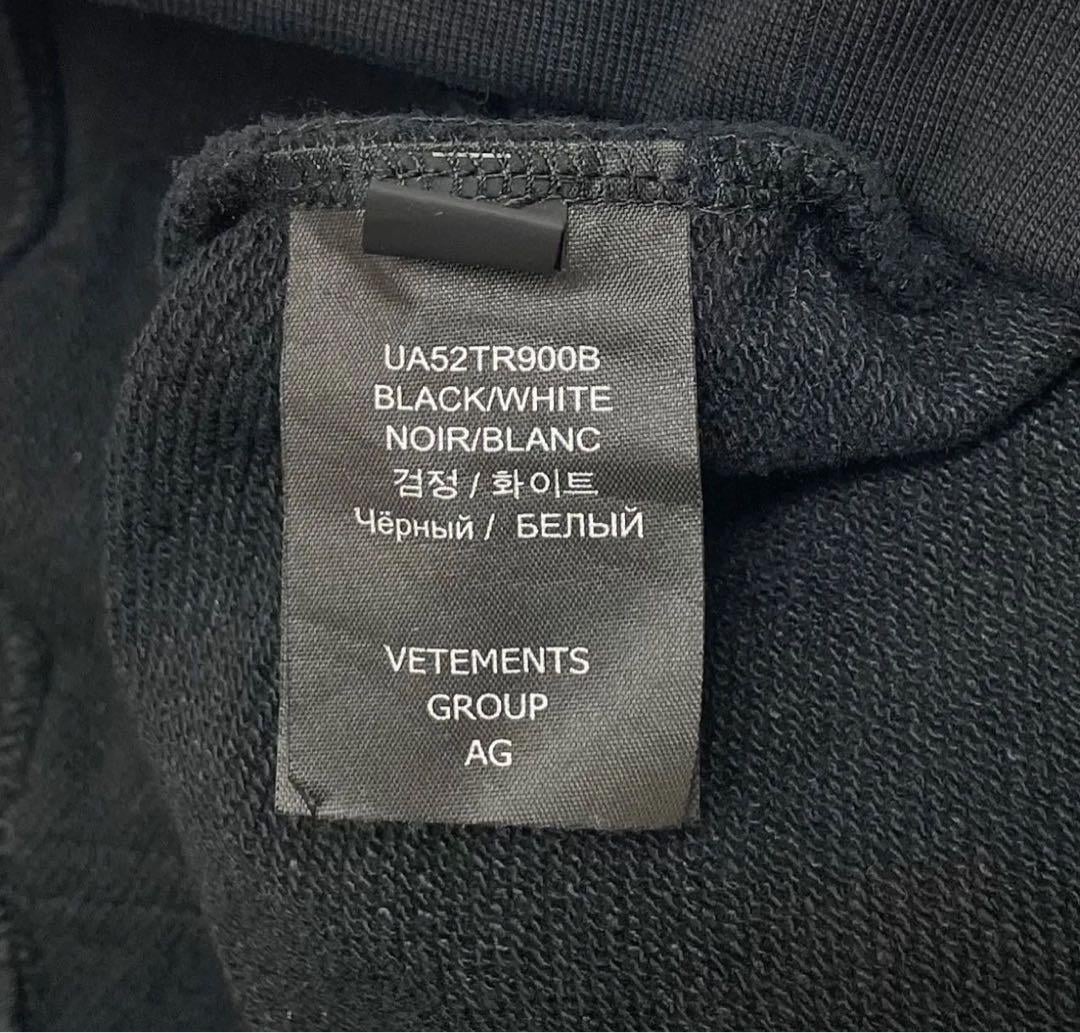 UA52TR900B
BLACK/WHITE
NOIR/BLANC
검정 / 화이트
Чёрный / БЕЛЫЙ
VETEMENTS
GROUP
AG